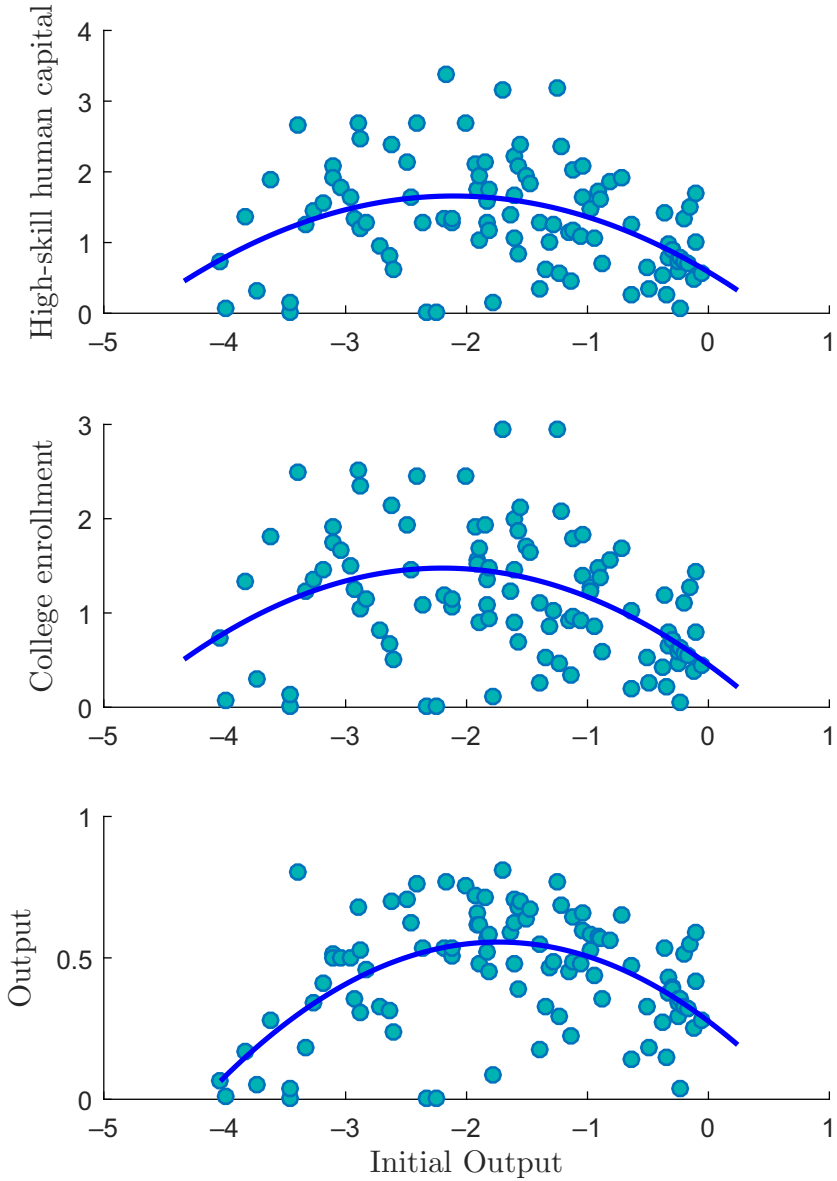 High-skill human capital
4
3
2
1
0
–5 –4 –3 –2 –1 0 1
College enrollment
3
2
1
0
–5 –4 –3 –2 –1 0 1
Output
1
0.5
0
–5 –4 –3 –2 –1 0 1
Initial Output